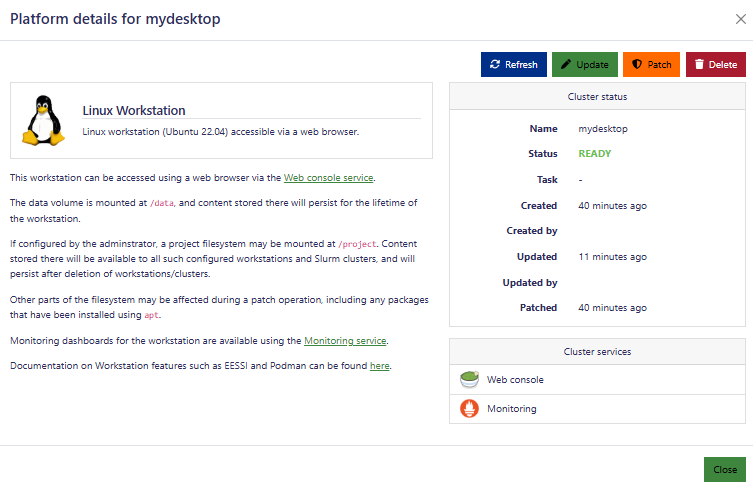 Platform details for mydesktop
Refresh
Update
Patch
Delete
Linux Workstation
Linux workstation (Ubuntu 22.04) accessible via a web browser.
This workstation can be accessed using a web browser via the Web console service.
The data volume is mounted at /data, and content stored there will persist for the lifetime of
the workstation.
If configured by the adminstrator, a project filesystem may be mounted at /project. Content
stored there will be available to all such configured workstations and Slurm clusters, and will
persist after deletion of workstations/clusters.
Other parts of the filesystem may be affected during a patch operation, including any packages
that have been installed using apt.
Monitoring dashboards for the workstation are available using the Monitoring service.
Documentation on Workstation features such as EESSI and Podman can be found here.
Cluster status
Name mydesktop
Status READY
Task -
Created 40 minutes ago
Created by
Updated 11 minutes ago
Updated by
Patched 40 minutes ago
Cluster services
Web console
Monitoring
Close